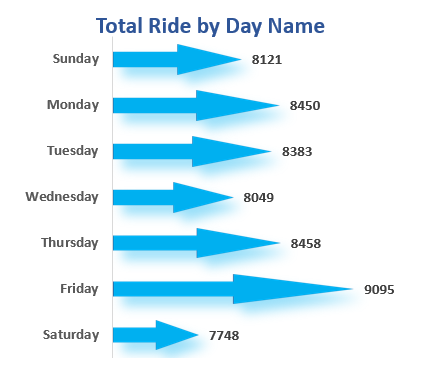 Total Ride by Day Name
Sunday 8121
Monday 8450
Tuesday 8383
Wednesday 8049
Thursday 8458
Friday 9095
Saturday 7748